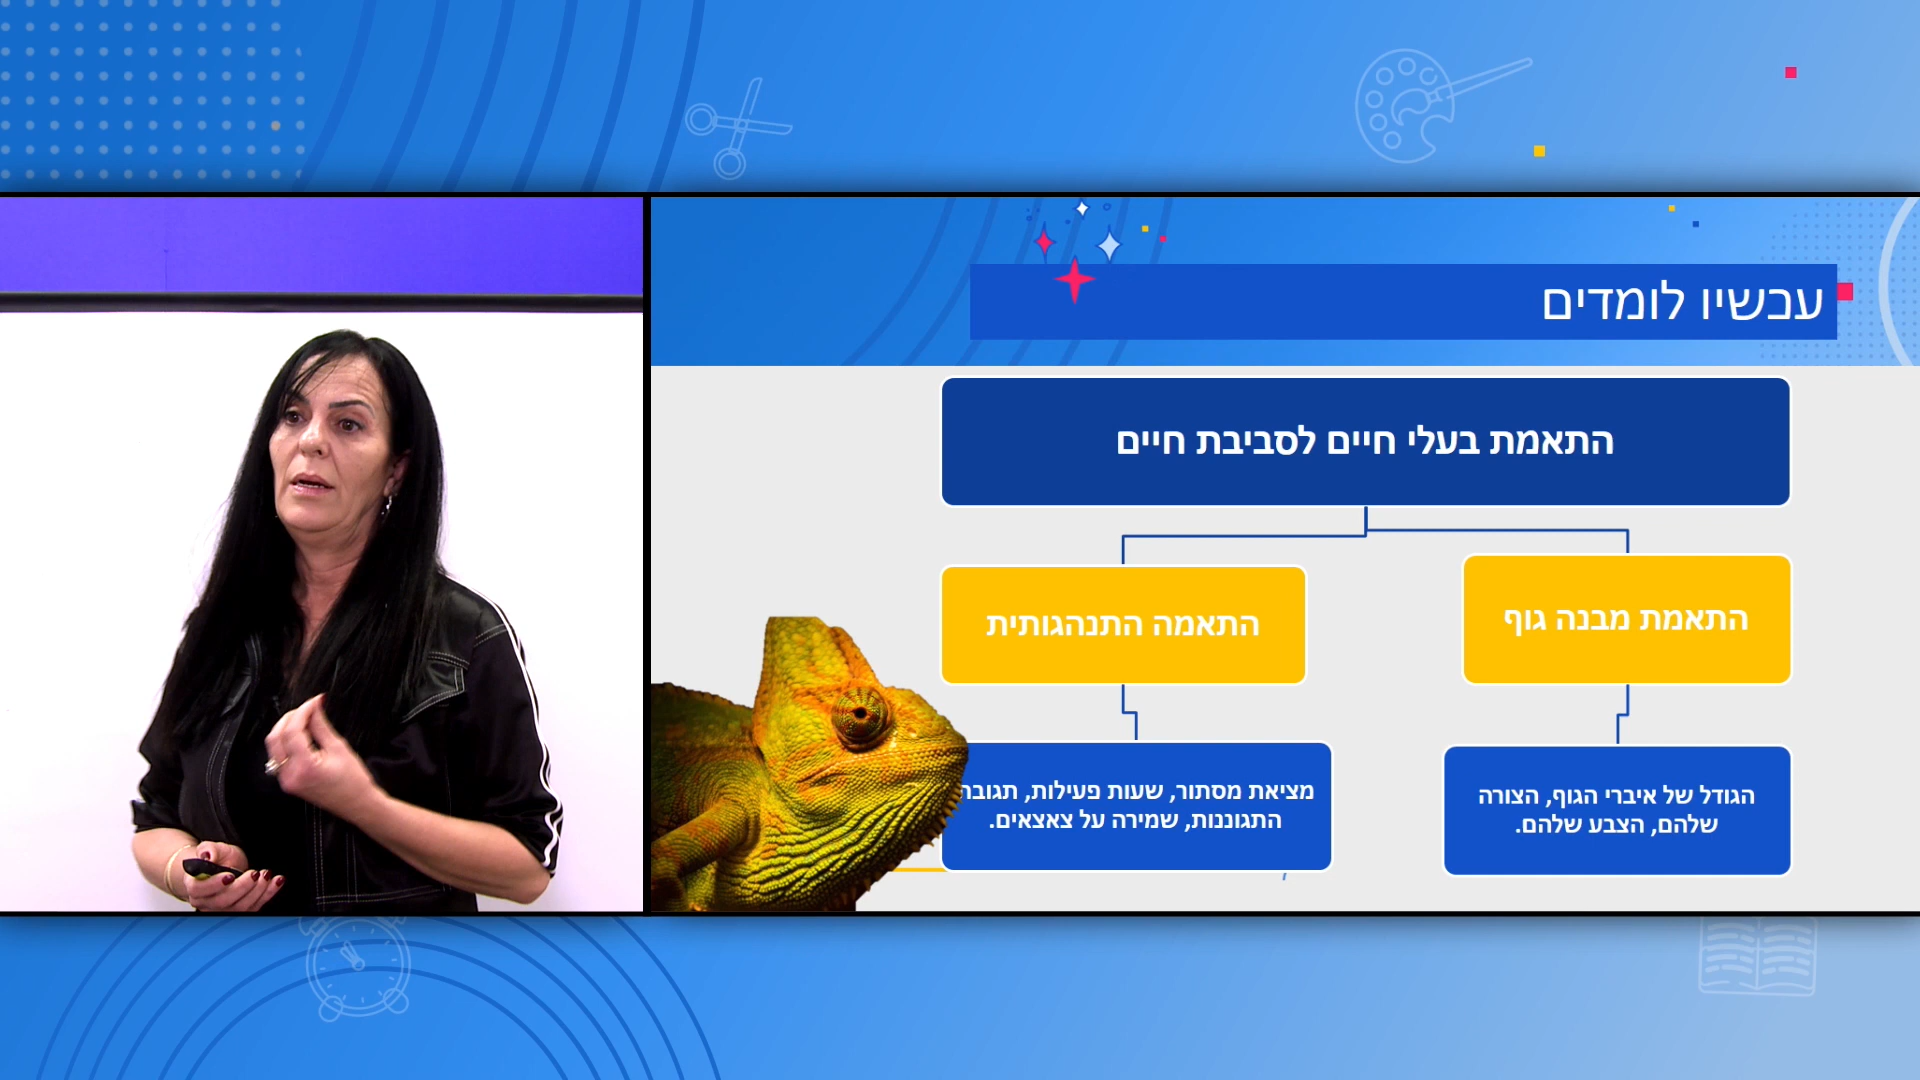 עכשיו לומדים
התאמת בעלי חיים לסביבת חיים
התאמת מבנה גוף
התאמה התנהגותית
הגודל של איברי הגוף, הצורה
שלהם, הצבע שלהם.
מציאת מסתור, שעות פעילות,
התגוננות, שמירה על צאצאים.